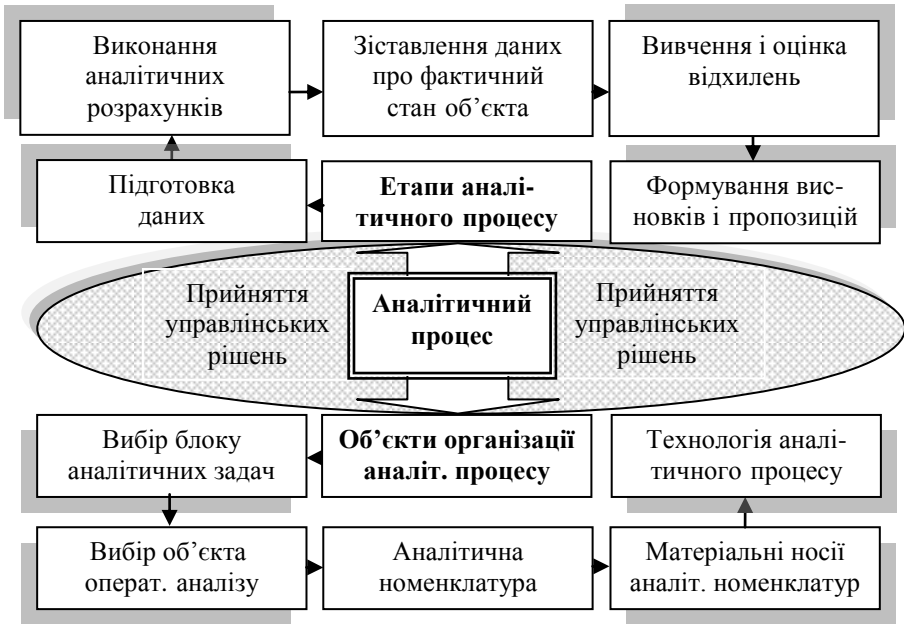 Виконання
аналітичних
розрахунків
Зіставлення даних
про фактичний
стан об’єкта
Вивчення і оцінка
відхилень
Підготовка
даних
Етапи аналі-
тичного процесу
Формування вис-
новків і пропозицій
Прийняття
управлінських
рішень
Аналітичний
процес
Прийняття
управлінських
рішень
Вибір блоку
аналітичних задач
Об’єкти організації
аналіт. процесу
Технологія аналі-
тичного процесу
Вибір об’єкта
операт. аналізу
Аналітична
номенклатура
Матеріальні носії
аналіт. номенклатур